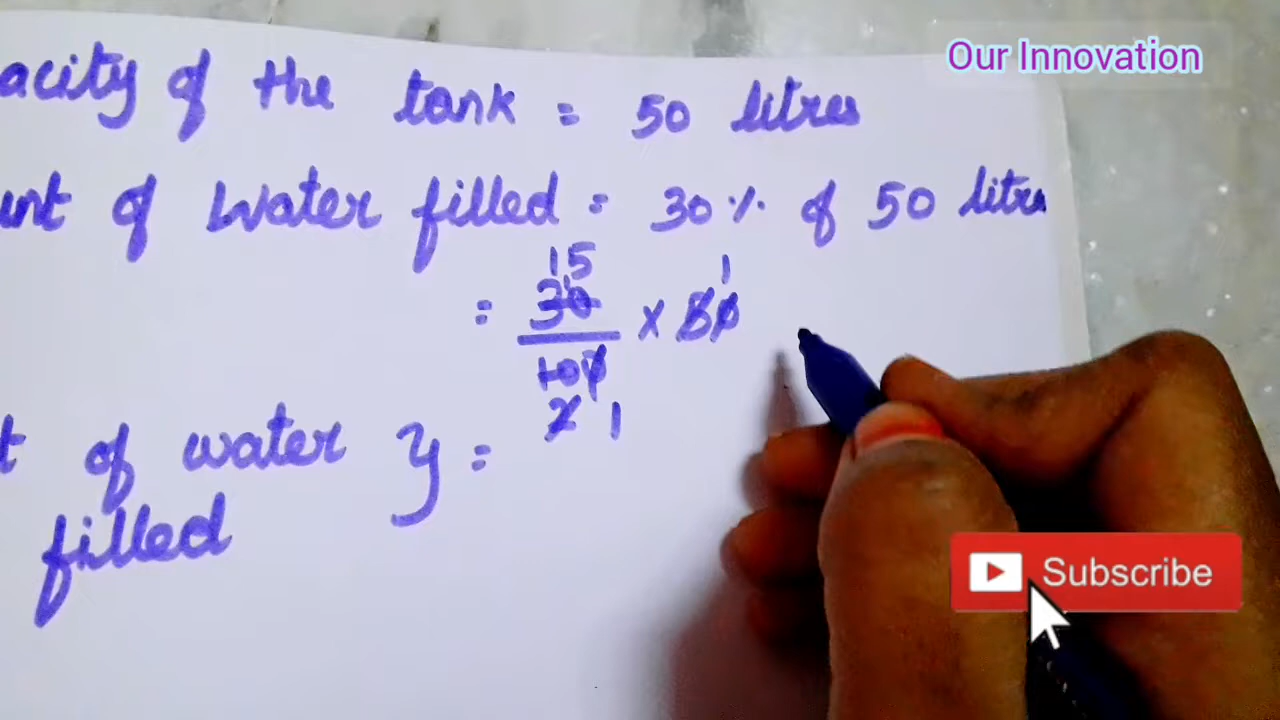 Our Innovation
acity of the tank = 50 litres
unt of Water filled = 30% of 50 litre
15 1
= 30/100 × 50
2 1
t of water } =
filled
Subscribe